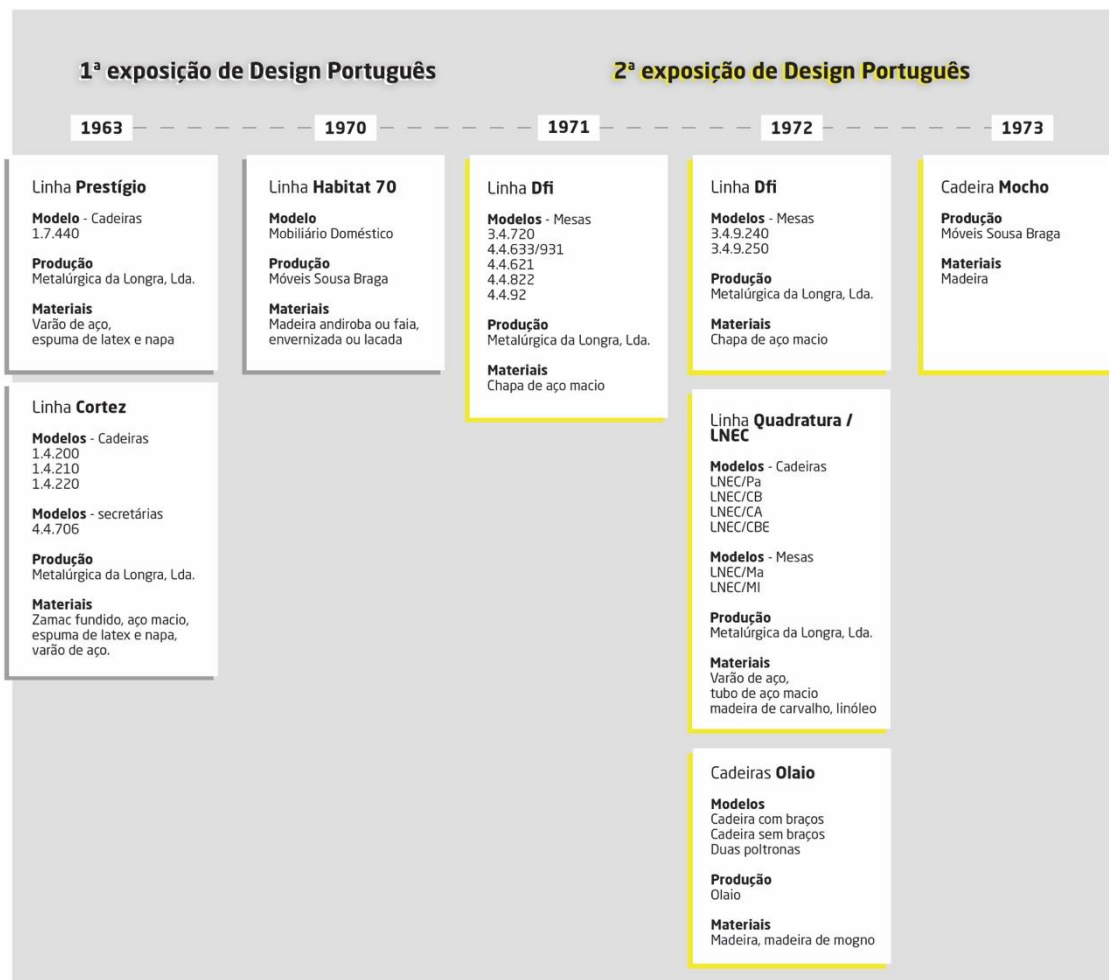 1ª exposição de Design Português
2ª exposição de Design Português
1963
1970
1971
1972
1973
Linha Prestígio
Modelo - Cadeiras
1.7.440
Produção
Metalúrgica da Longra, Lda.
Materiais
Varão de aço,
espuma de latex e napa
Linha Cortez
Modelos - Cadeiras
1.4.200
1.4.210
1.4.220
Modelos - secretárias
4.4.706
Produção
Metalúrgica da Longra, Lda.
Materiais
Zamac fundido, aço macio,
espuma de latex e napa,
varão de aço.
Linha Habitat 70
Modelo
Mobiliário Doméstico
Produção
Móveis Sousa Braga
Materiais
Madeira andiroba ou faia,
envernizada ou lacada
Linha Dfi
Modelos - Mesas
3.4.720
4.4.633/931
4.4.621
4.4.822
4.4.92
Produção
Metalúrgica da Longra, Lda.
Materiais
Chapa de aço macio
Linha Dfi
Modelos - Mesas
3.4.9.240
3.4.9.250
Produção
Metalúrgica da Longra, Lda.
Materiais
Chapa de aço macio
Linha Quadratura /
LNEC
Modelos - Cadeiras
LNEC/Pa
LNEC/CB
LNEC/CA
LNEC/CBE
Modelos - Mesas
LNEC/Ma
LNEC/MI
Produção
Metalúrgica da Longra, Lda.
Materiais
Varão de aço,
tubo de aço macio
madeira de carvalho, linóleo
Cadeiras Olaio
Modelos
Cadeira com braços
Cadeira sem braços
Duas poltronas
Produção
Olaio
Materiais
Madeira, madeira de mogno
Cadeira Mocho
Produção
Móveis Sousa Braga
Materiais
Madeira